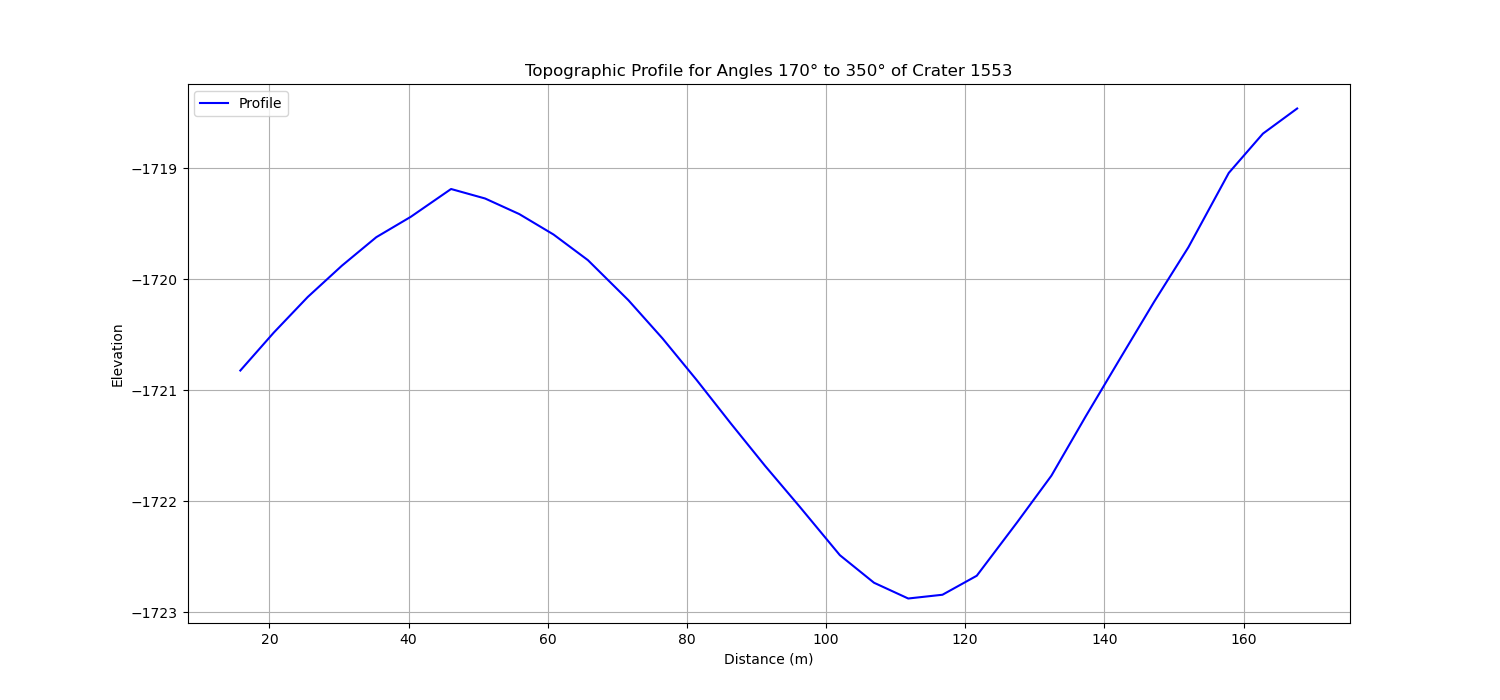 Topographic Profile for Angles 170° to 350° of Crater 1553
Profile
−1719
−1720
−1721
−1722
−1723
Elevation
20 40 60 80 100 120 140 160
Distance (m)